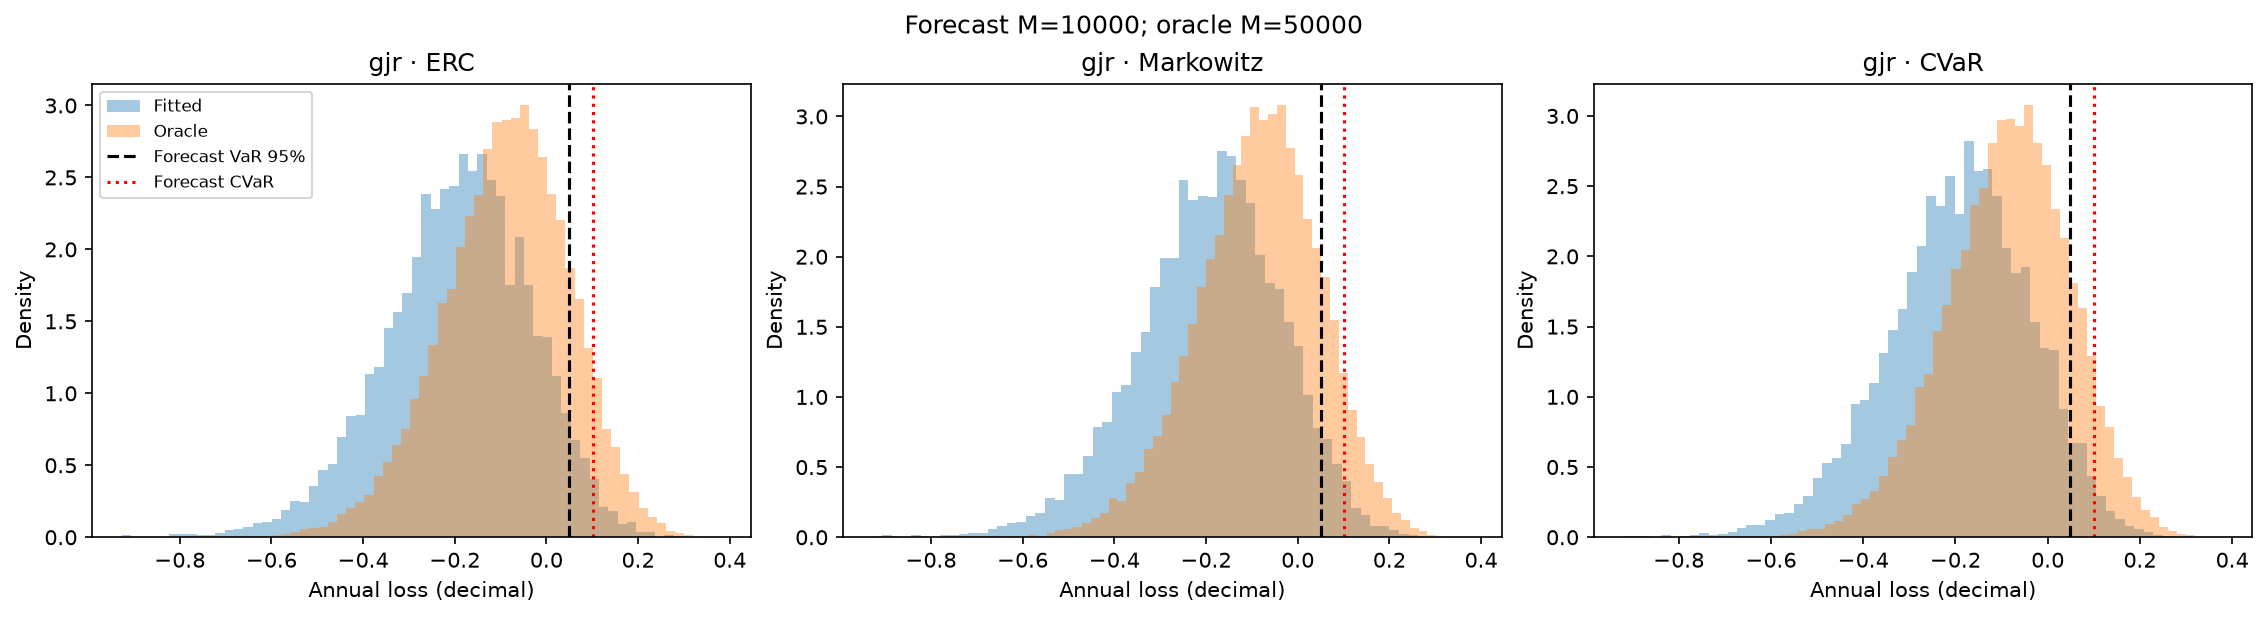 Forecast M=10000; oracle M=50000
gjr · ERC
3.0
2.5
2.0
1.5
1.0
0.5
0.0
Density
Fitted
Oracle
Forecast VaR 95%
Forecast CVaR
−0.8 −0.6 −0.4 −0.2 0.0 0.2 0.4
Annual loss (decimal)
gjr · Markowitz
3.0
2.5
2.0
1.5
1.0
0.5
0.0
Density
−0.8 −0.6 −0.4 −0.2 0.0 0.2 0.4
Annual loss (decimal)
gjr · CVaR
3.0
2.5
2.0
1.5
1.0
0.5
0.0
Density
−0.8 −0.6 −0.4 −0.2 0.0 0.2 0.4
Annual loss (decimal)